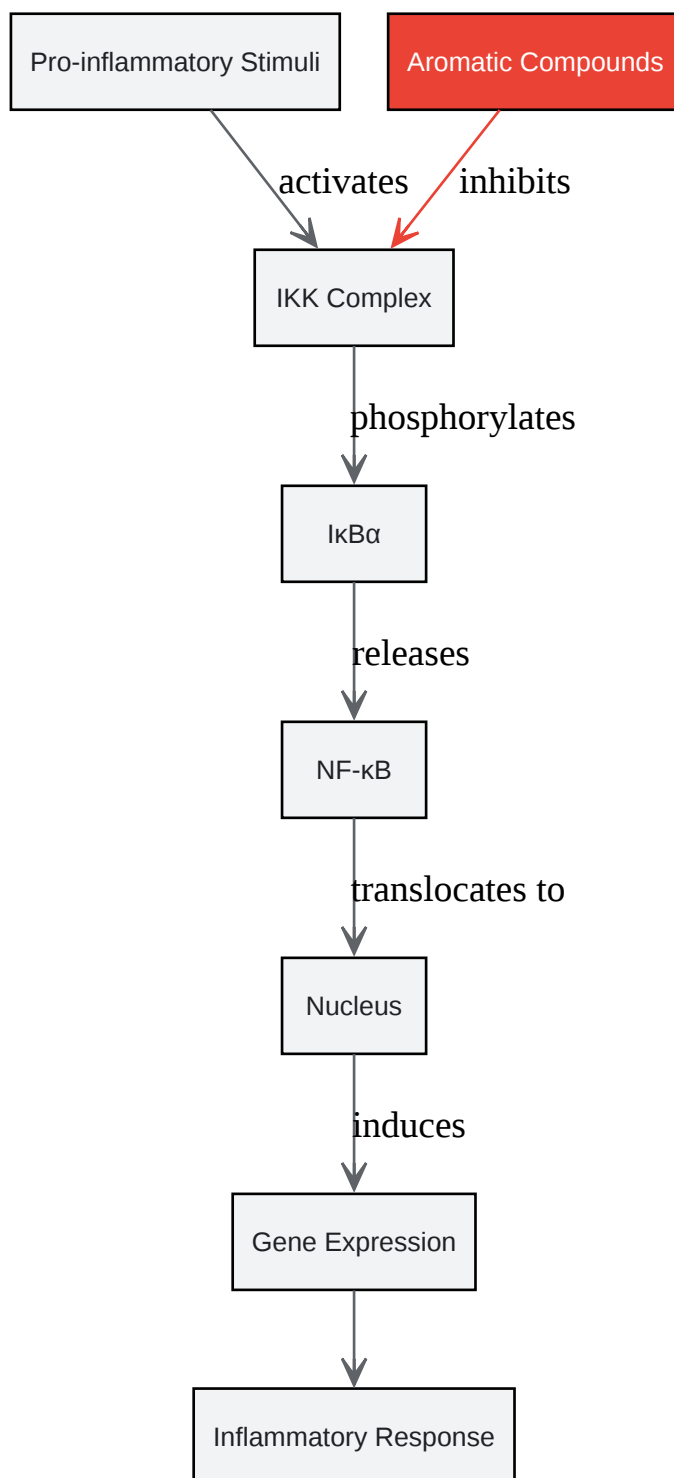 Pro-inflammatory Stimuli
Aromatic Compounds
activates
inhibits
IKK Complex
phosphorylates
IκBα
releases
NF-κB
translocates to
Nucleus
induces
Gene Expression
Inflammatory Response